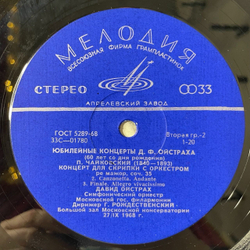 МЕЛОДИЯ
ВСЕСОЮЗНАЯ ФИРМА ГРАМПЛАСТИНОК
СТЕРЕО
33
АПРЕЛЕВСКИЙ ЗАВОД
ГОСТ 5289-68
33С—01780
Вторая гр.-2
1-20
ЮБИЛЕЙНЫЕ КОНЦЕРТЫ Д. Ф. ОЙСТРАХА
(60 лет со дня рождения)
П. ЧАЙКОВСКИЙ (1840—1893)
КОНЦЕРТ ДЛЯ СКРИПКИ С ОРКЕСТРОМ
ре мажор, соч. 35
2. Canzonetta. Andante
3. Finale. Allegro vivacissimo
ДАВИД ОЙСТРАХ
Симфонический оркестр
Московской гос. филармонии
Дирижер Г. РОЖДЕСТВЕНСКИЙ
Большой зал Московской консерватории
27/IX 1968 г.